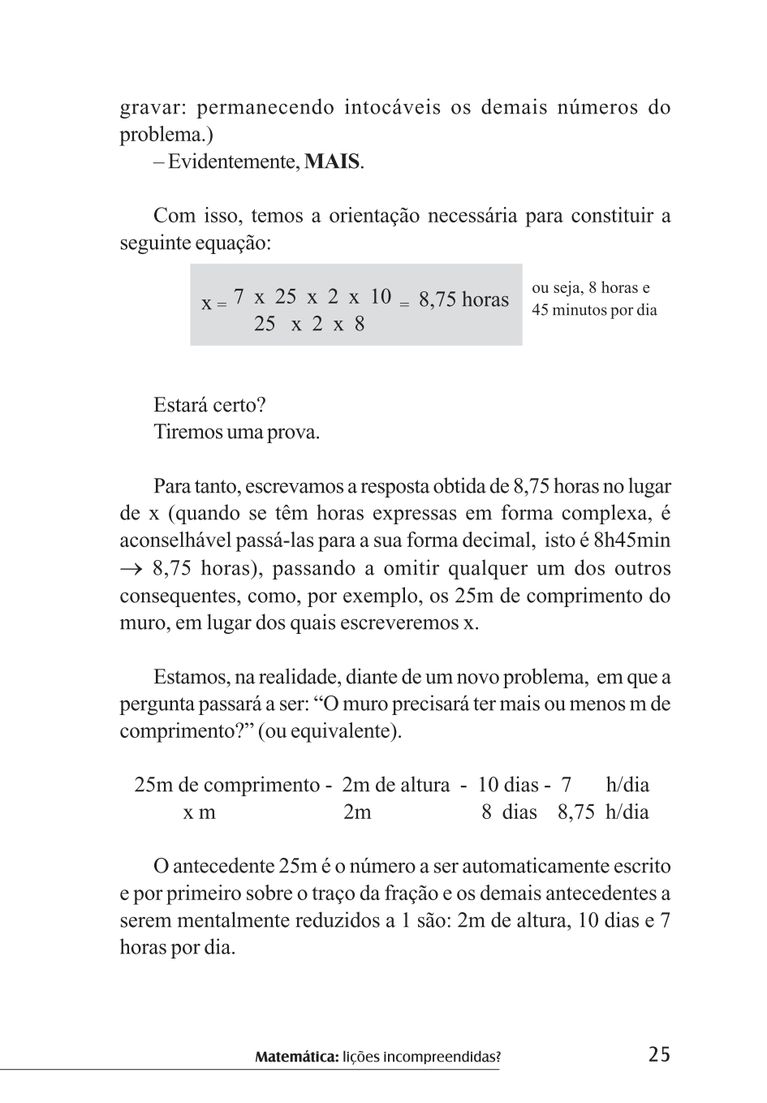 gravar: permanecendo intocáveis os demais números do
problema.)
– Evidentemente, MAIS.
Com isso, temos a orientação necessária para constituir a
seguinte equação:
x = 7 x 25 x 2 x 10 = 8,75 horas
25 x 2 x 8
ou seja, 8 horas e
45 minutos por dia
Estará certo?
Tiremos uma prova.
Para tanto, escrevamos a resposta obtida de 8,75 horas no lugar
de x (quando se têm horas expressas em forma complexa, é
aconselhável passá-las para a sua forma decimal, isto é 8h45min
→ 8,75 horas), passando a omitir qualquer um dos outros
consequentes, como, por exemplo, os 25m de comprimento do
muro, em lugar dos quais escreveremos x.
Estamos, na realidade, diante de um novo problema, em que a
pergunta passará a ser: “O muro precisará ter mais ou menos m de
comprimento?” (ou equivalente).
25m de comprimento - 2m de altura - 10 dias - 7 h/dia
x m 2m 8 dias 8,75 h/dia
O antecedente 25m é o número a ser automaticamente escrito
e por primeiro sobre o traço da fração e os demais antecedentes a
serem mentalmente reduzidos a 1 são: 2m de altura, 10 dias e 7
horas por dia.
Matemática: lições incompreendidas? 25